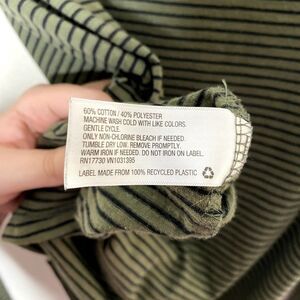 60% COTTON / 40% POLYESTER
MACHINE WASH COLD WITH LIKE COLORS.
GENTLE CYCLE.
ONLY NON-CHLORINE BLEACH IF NEEDED.
TUMBLE DRY LOW. REMOVE PROMPTLY.
WARM IRON IF NEEDED. DO NOT IRON ON LABEL.
RN17730 VN1031395
LABEL MADE FROM 100% RECYCLED PLASTIC